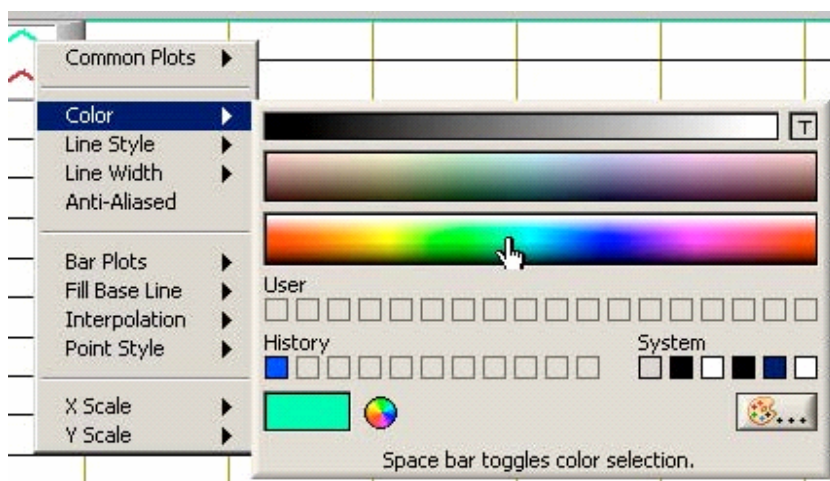 Common Plots
Color
Line Style
Line Width
Anti-Aliased
Bar Plots
Fill Base Line
Interpolation
Point Style
X Scale
Y Scale
T
User
History
System
...
Space bar toggles color selection.